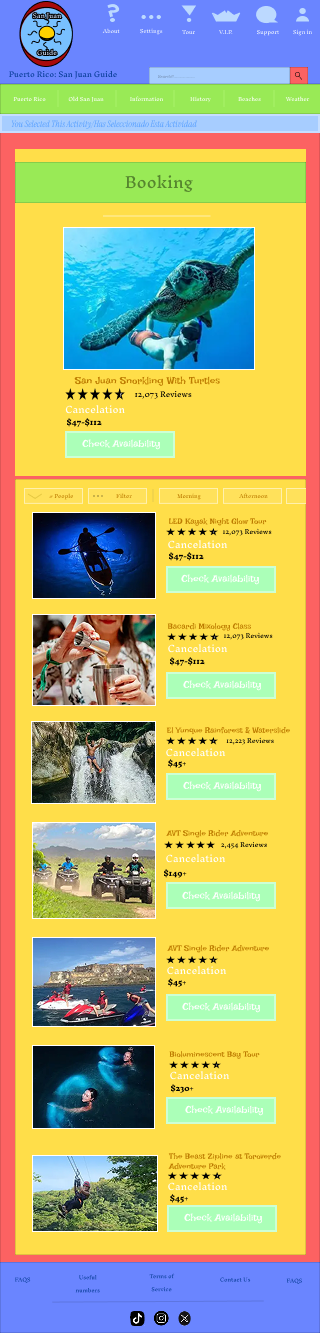 San Juan
Guide
About
Settigs
Tour
V.I.P.
Support
Sign in
Puerto Rico: San Juan Guide
Puerto Rico
Old San Juan
Information
History
Beaches
Weather
You Selected This Activity/Has Seleccionado Esta Actividad
Booking
San Juan Snorkling With Turtles
12,073 Reviews
Cancelation
$47-$112
Check Availability
+ People
Filter
Morning
Afternoon
LED Kayak Night Glow Tour
12,073 Reviews
Cancelation
$47-$112
Check Availability
Bacardi Mixology Class
12,073 Reviews
Cancelation
$47-$112
Check Availability
El Yunque Rainforest & Waterslide
12,223 Reviews
Cancelation
$45+
Check Availability
AVT Single Rider Adventure
2,454 Reviews
Cancelation
$149+
Check Availability
AVT Single Rider Adventure
Cancelation
$45+
Check Availability
Bioluminescent Bay Tour
Cancelation
$230+
Check Availability
The Beast Zipline at Toroverde
Adventure Park
Cancelation
$45+
Check Availability
FAQS
Useful
numbers
Terms of
Service
Contact Us
FAQS